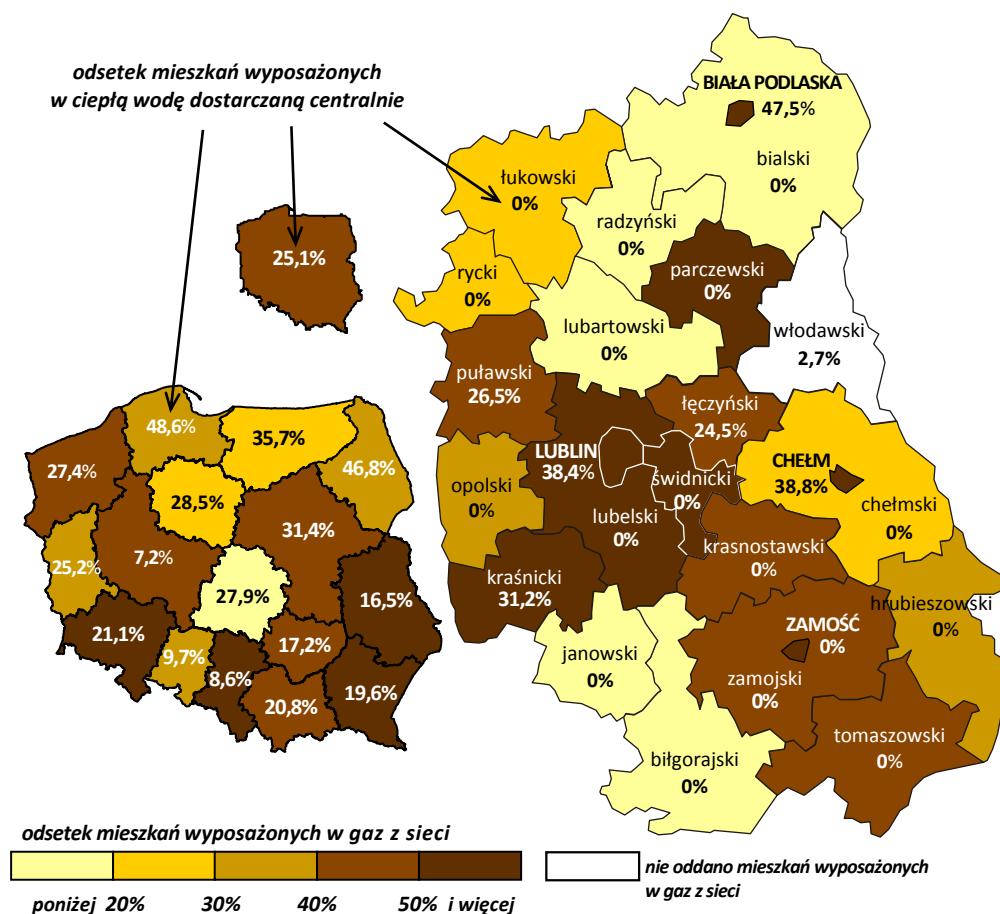 odsetek mieszkań wyposażonych
w ciepłą wodę dostarczaną centralnie
25,1%
48,6%
35,7%
46,8%
27,4%
28,5%
31,4%
25,2%
7,2%
27,9%
16,5%
21,1%
9,7%
8,6%
17,2%
20,8%
19,6%
BIAŁA PODLASKA
47,5%
bialski
0%
łukowski
0%
radzyński
0%
parczewski
0%
rycki
0%
lubartowski
0%
włodawski
2,7%
puławski
26,5%
łęczyński
24,5%
LUBLIN
38,4%
świdnicki
0%
CHEŁM
38,8%
opolski
0%
lubelski
0%
chełmski
0%
krasnostawski
0%
kraśnicki
31,2%
hrubieszowski
0%
ZAMOŚĆ
0%
janowski
0%
zamojski
0%
tomaszowski
0%
biłgorajski
0%
odsetek mieszkań wyposażonych w gaz z sieci
poniżej 20% 30% 40% 50% i więcej
nie oddano mieszkań wyposażonych
w gaz z sieci